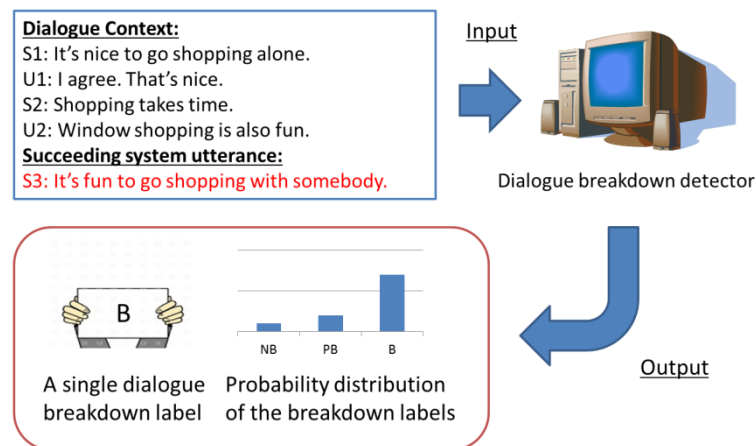 Dialogue Context:
S1: It’s nice to go shopping alone.
U1: I agree. That’s nice.
S2: Shopping takes time.
U2: Window shopping is also fun.
Succeeding system utterance:
S3: It’s fun to go shopping with somebody.
Input
Dialogue breakdown detector
B
NB PB B
A single dialogue
breakdown label
Probability distribution
of the breakdown labels
Output